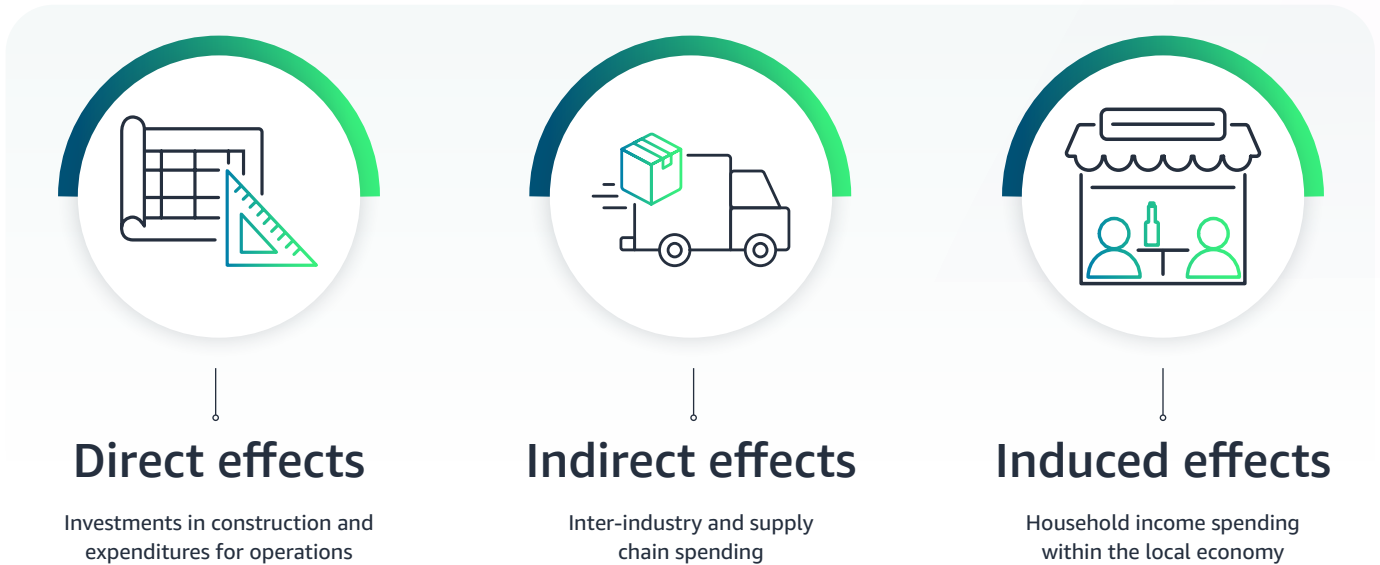 Direct effects
Investments in construction and
expenditures for operations
Indirect effects
Inter-industry and supply
chain spending
Induced effects
Household income spending
within the local economy